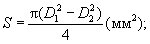 S = π(D₁² − D₂²)/4 (мм²);